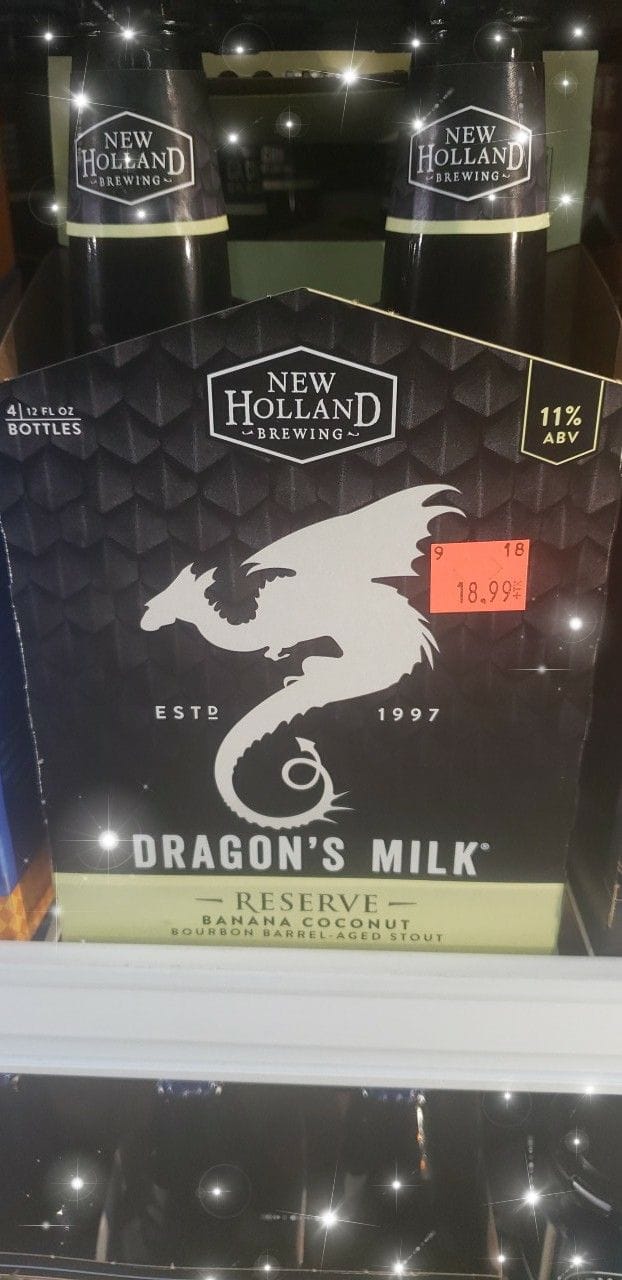 NEW
HOLLAND
BREWING
NEW
HOLLAND
BREWING
NEW
HOLLAND
BREWING
4 | 12 FL OZ
BOTTLES
11%
ABV
9 18
18.99
ESTD 1997
DRAGON'S MILK®
RESERVE
BANANA COCONUT
BOURBON BARREL-AGED STOUT